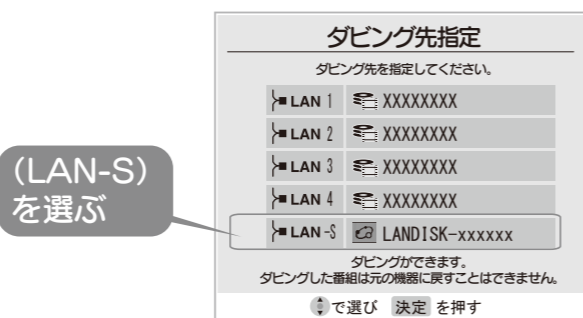 ダビング先指定
ダビング先を指定してください。
LAN 1 XXXXXXXX
LAN 2 XXXXXXXX
LAN 3 XXXXXXXX
LAN 4 XXXXXXXX
LAN -S LANDISK-xxxxxx
(LAN-S)
を選ぶ
ダビングができます。
ダビングした番組は元の機器に戻すことはできません。
で選び 決定 を押す